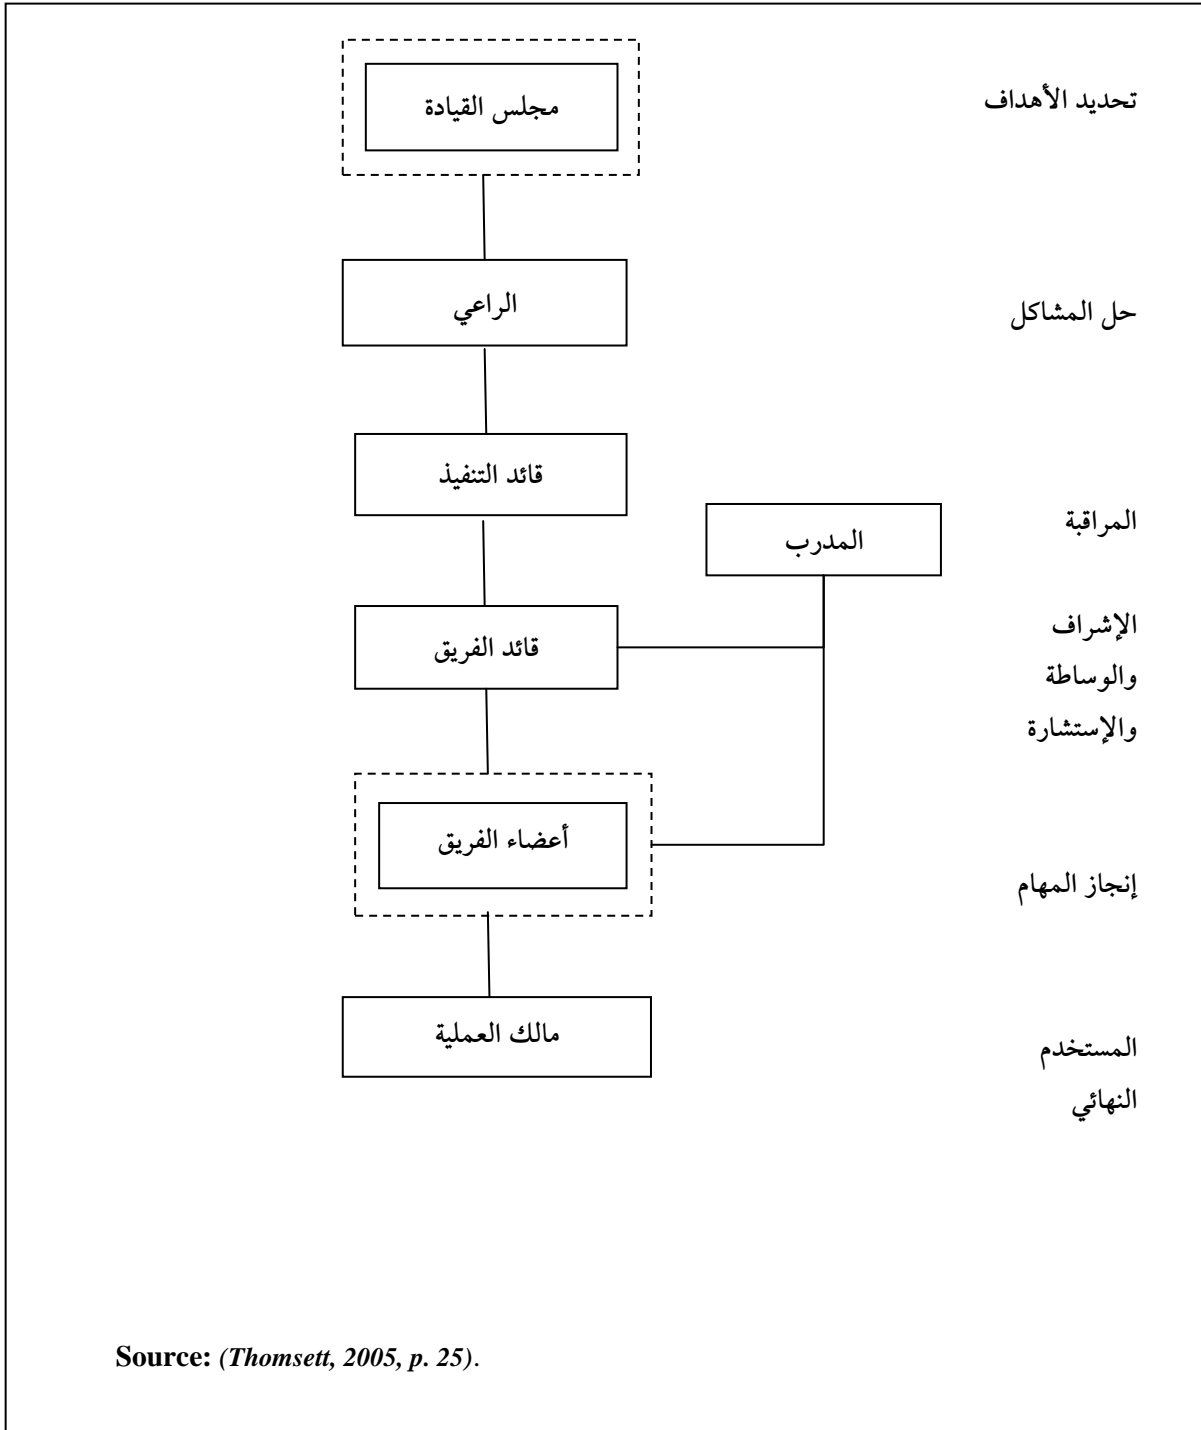 تحديد الأهداف
مجلس القيادة
حل المشاكل
الراعي
قائد التنفيذ
المراقبة
المدرب
الإشراف
والوساطة
والإستشارة
قائد الفريق
إنجاز المهام
أعضاء الفريق
المستخدم
النهائي
مالك العملية
Source: (Thomsett, 2005, p. 25).